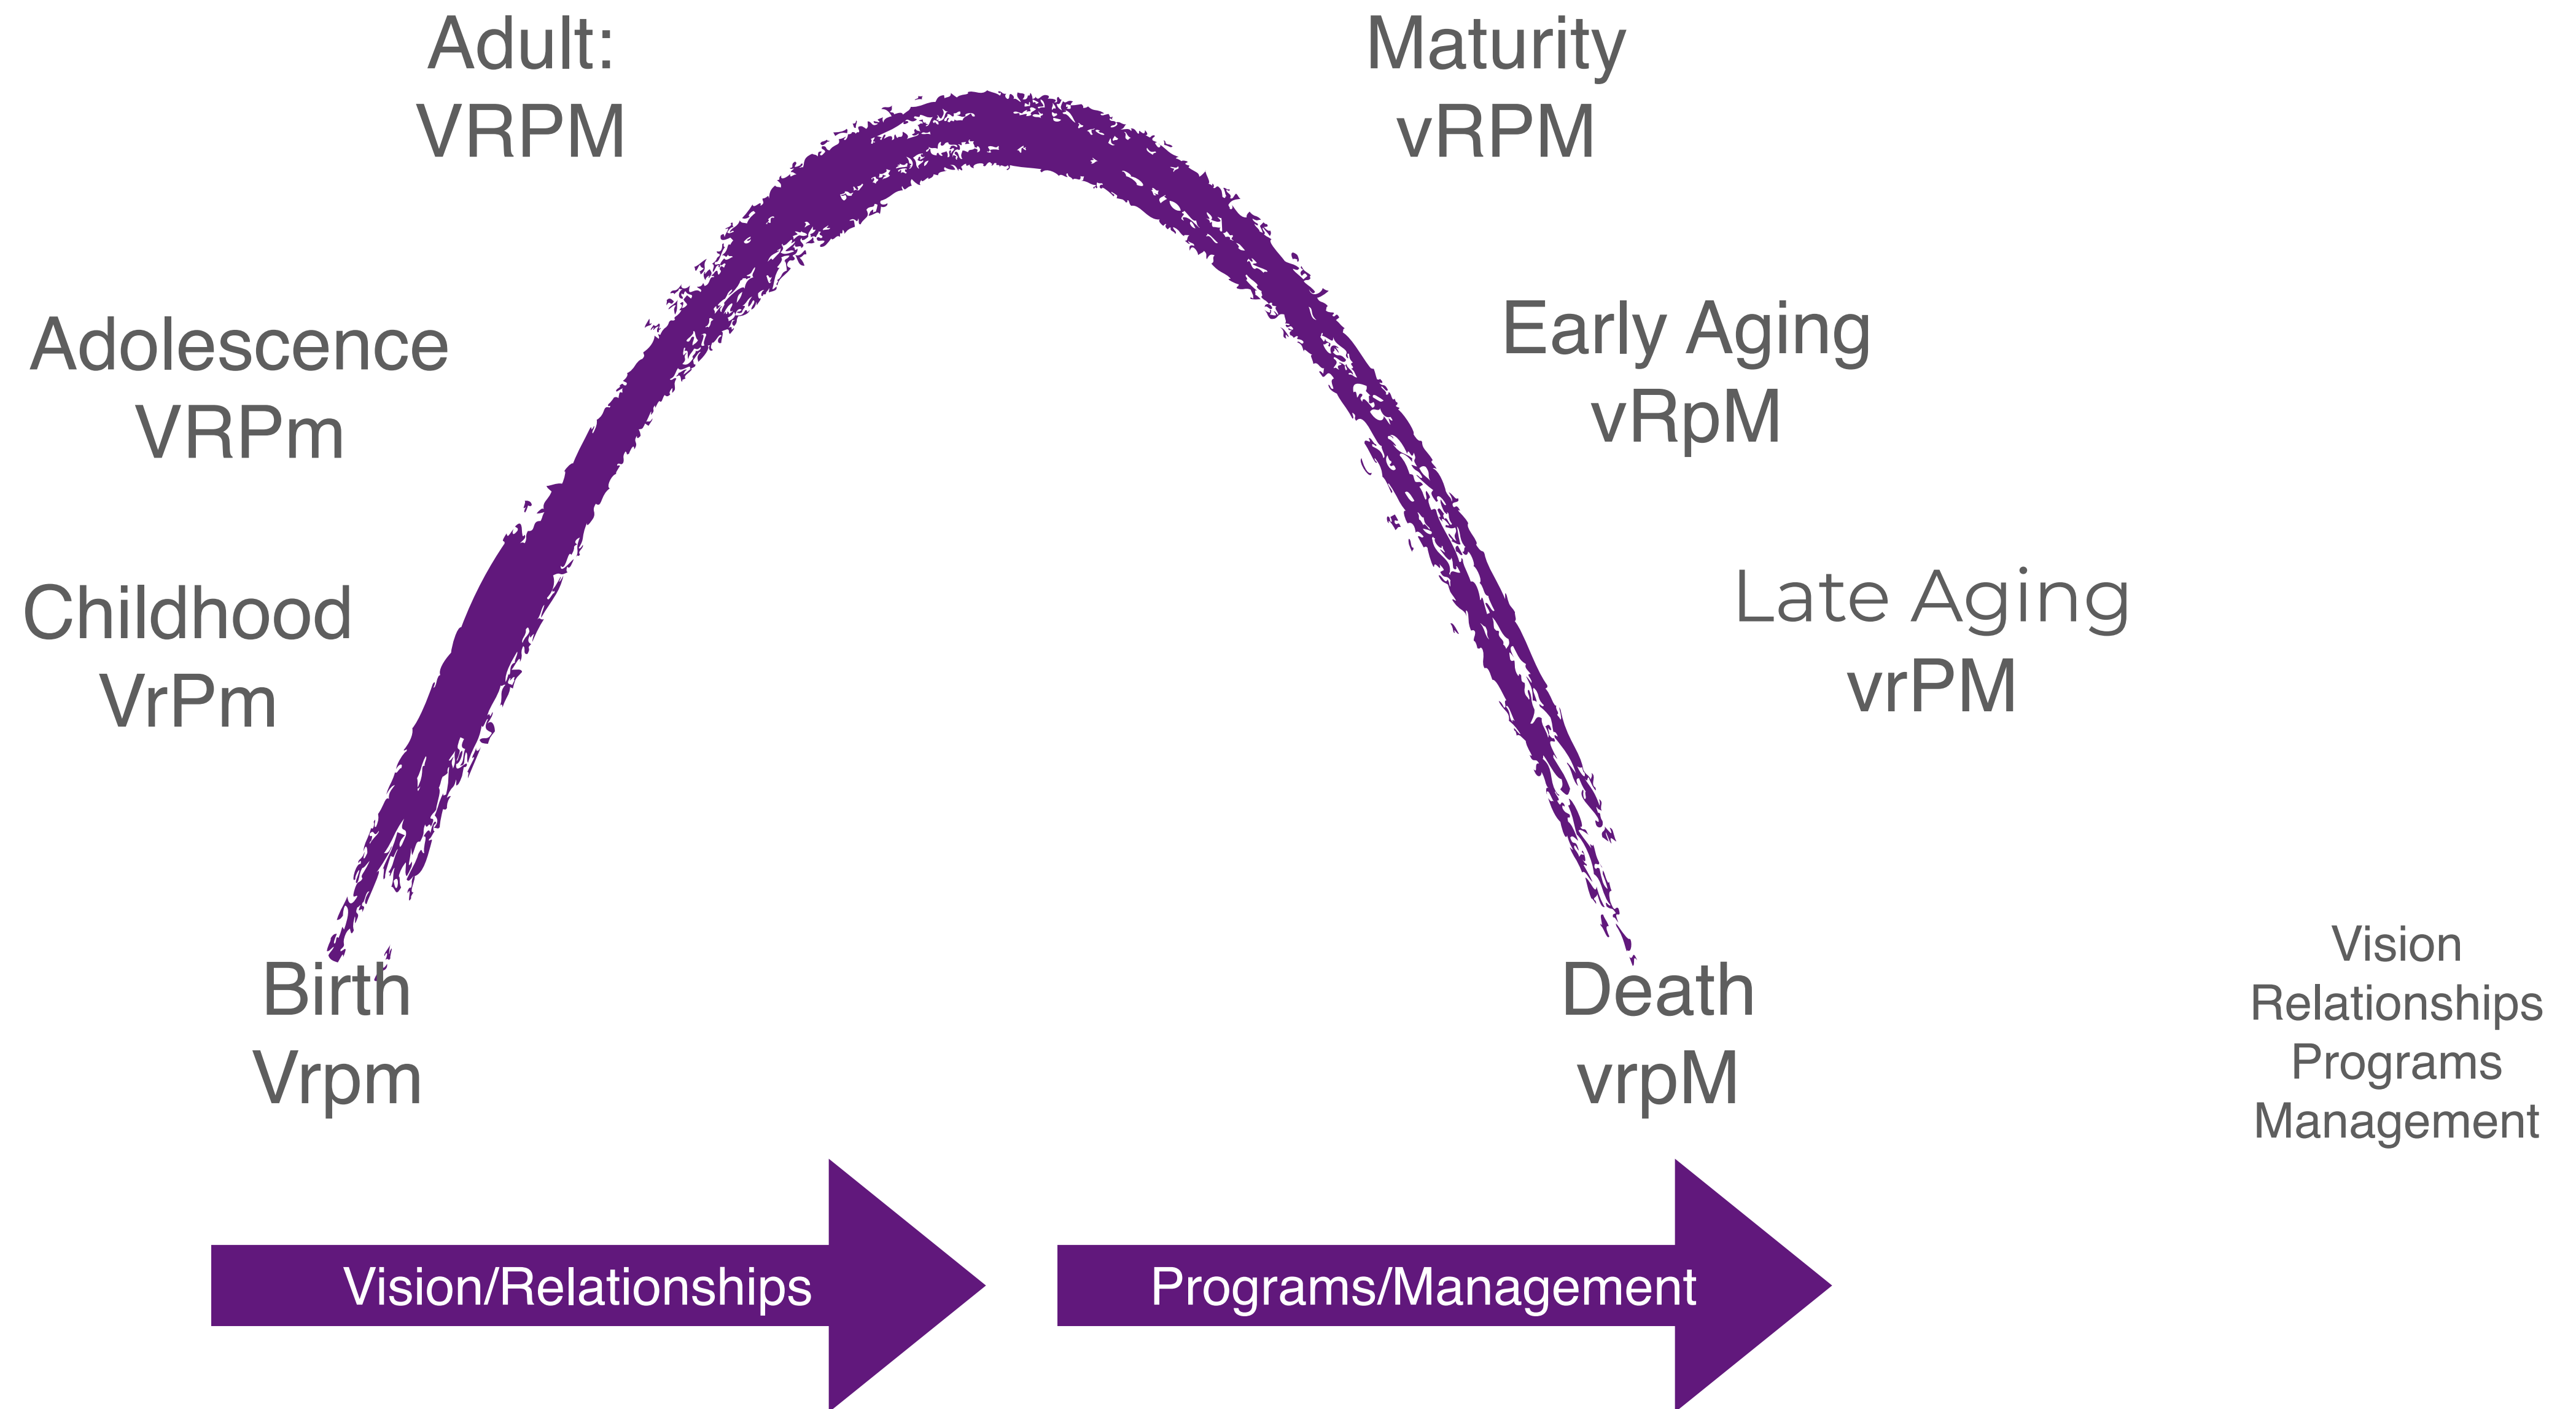 Adult:
VRPM
Maturity
vRPM
Adolescence
VRPm
Early Aging
vRpM
Childhood
VrPm
Late Aging
vrPM
Birth
Vrpm
Death
vrpM
Vision
Relationships
Programs
Management
Vision/Relationships
Programs/Management